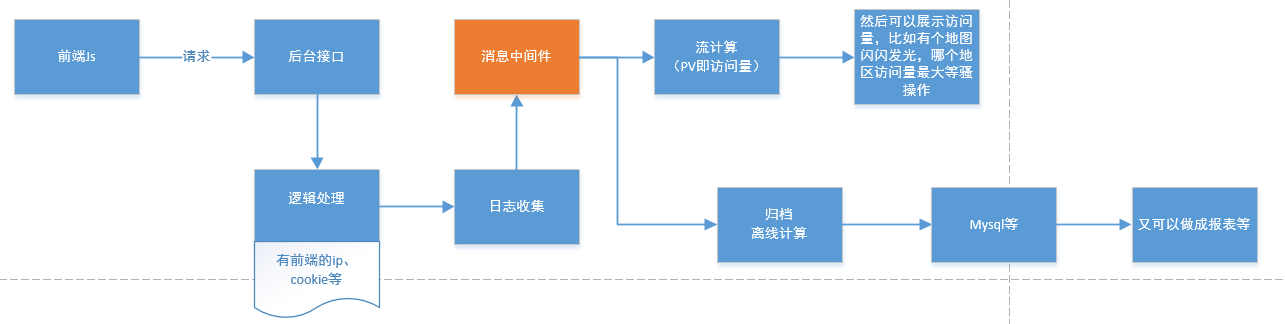 前端Js
请求
后台接口
消息中间件
流计算
（PV即访问量）
然后可以展示访问
量，比如有个地图
闪闪发光，哪个地
区访问量最大等骚
操作
逻辑处理
有前端的ip、
cookie等
日志收集
归档
离线计算
Mysql等
又可以做成报表等